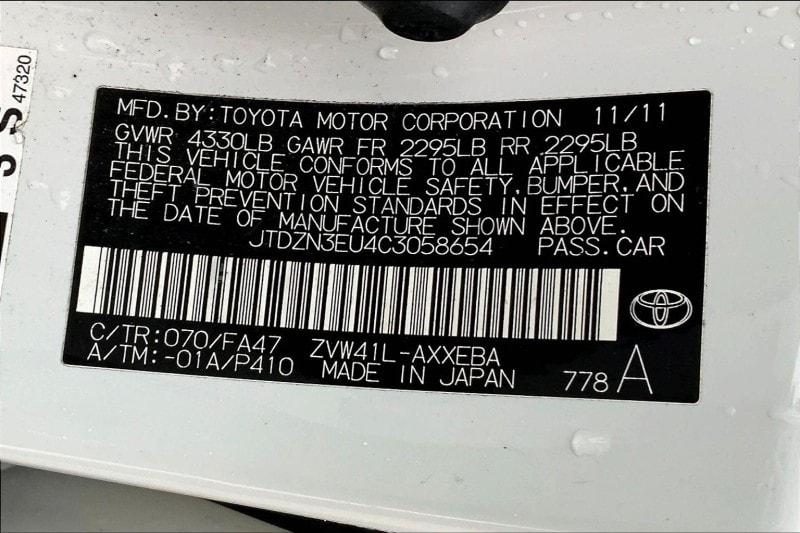 47320
MFD.BY:TOYOTA MOTOR CORPORATION 11/11
GVWR 4330LB GAWR FR 2295LB RR 2295LB
THIS VEHICLE CONFORMS TO ALL APPLICABLE
FEDERAL MOTOR VEHICLE SAFETY,BUMPER,AND
THEFT PREVENTION STANDARDS IN EFFECT ON
THE DATE OF MANUFACTURE SHOWN ABOVE.
JTDZN3EU4C3058654 PASS.CAR
C/TR:070/FA47 ZVW41L-AXXEBA
A/TM:-01A/P410 MADE IN JAPAN 778 A